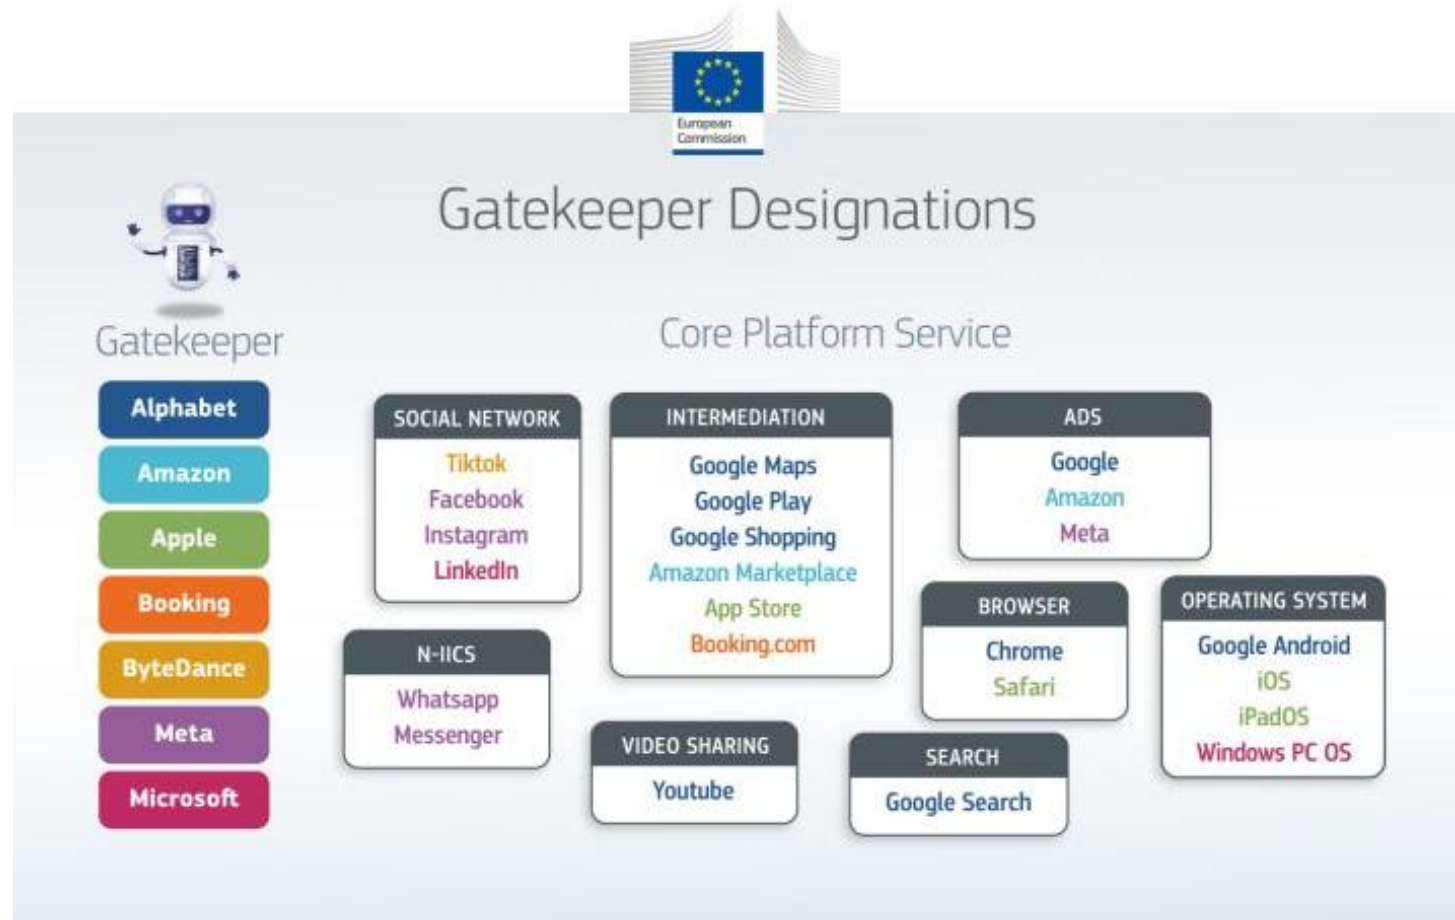 European
Commission
Gatekeeper Designations
Gatekeeper
Alphabet
Amazon
Apple
Booking
ByteDance
Meta
Microsoft
Core Platform Service
SOCIAL NETWORK
Tiktok
Facebook
Instagram
LinkedIn
INTERMEDIATION
Google Maps
Google Play
Google Shopping
Amazon Marketplace
App Store
Booking.com
ADS
Google
Amazon
Meta
N-IICS
Whatsapp
Messenger
VIDEO SHARING
Youtube
BROWSER
Chrome
Safari
SEARCH
Google Search
OPERATING SYSTEM
Google Android
iOS
iPadOS
Windows PC OS